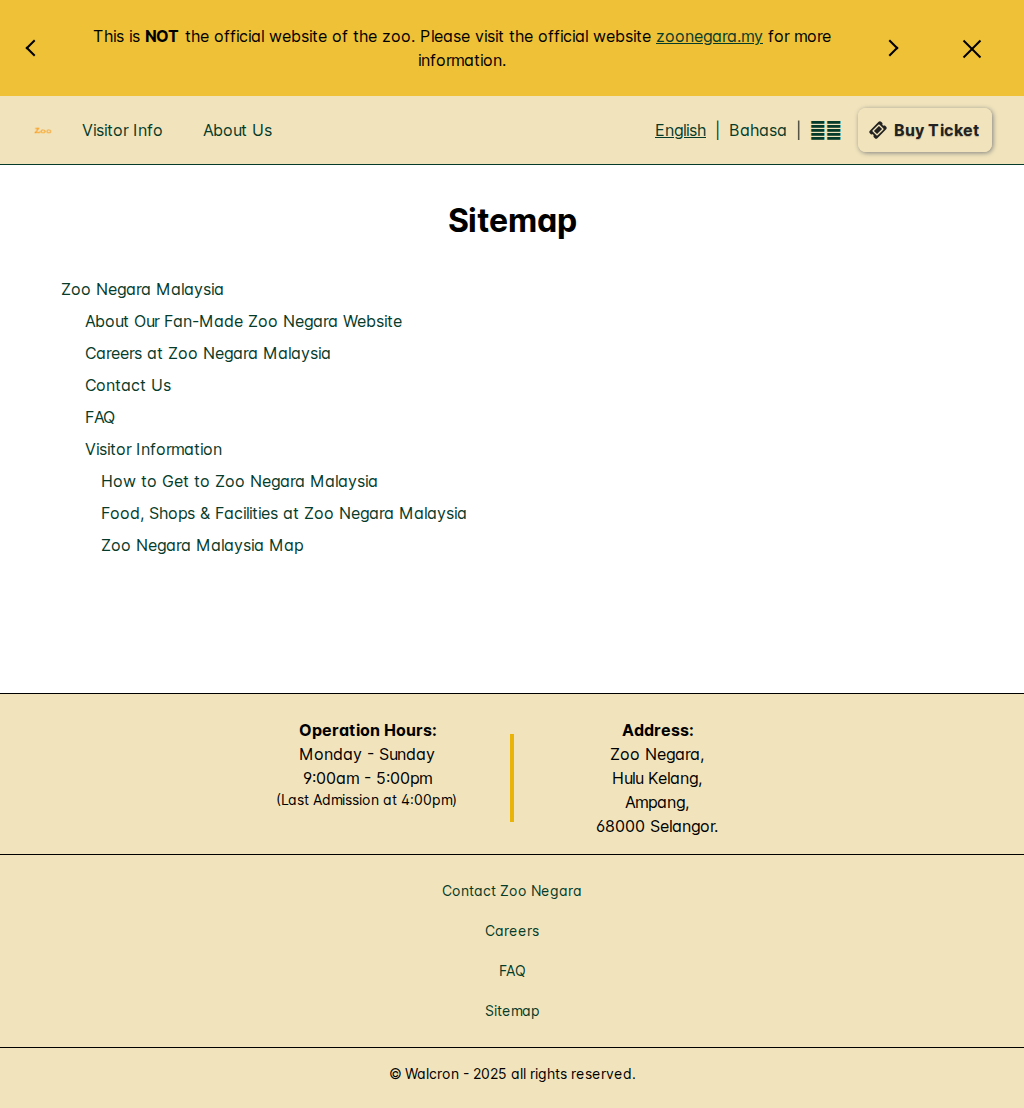 This is NOT the official website of the zoo. Please visit the official website zoonegara.my for more
information.
Zoo
Visitor Info
About Us
English | Bahasa |
Buy Ticket
Sitemap
Zoo Negara Malaysia
About Our Fan-Made Zoo Negara Website
Careers at Zoo Negara Malaysia
Contact Us
FAQ
Visitor Information
How to Get to Zoo Negara Malaysia
Food, Shops & Facilities at Zoo Negara Malaysia
Zoo Negara Malaysia Map
Operation Hours:
Monday - Sunday
9:00am - 5:00pm
(Last Admission at 4:00pm)
Address:
Zoo Negara,
Hulu Kelang,
Ampang,
68000 Selangor.
Contact Zoo Negara
Careers
FAQ
Sitemap
© Walcron - 2025 all rights reserved.